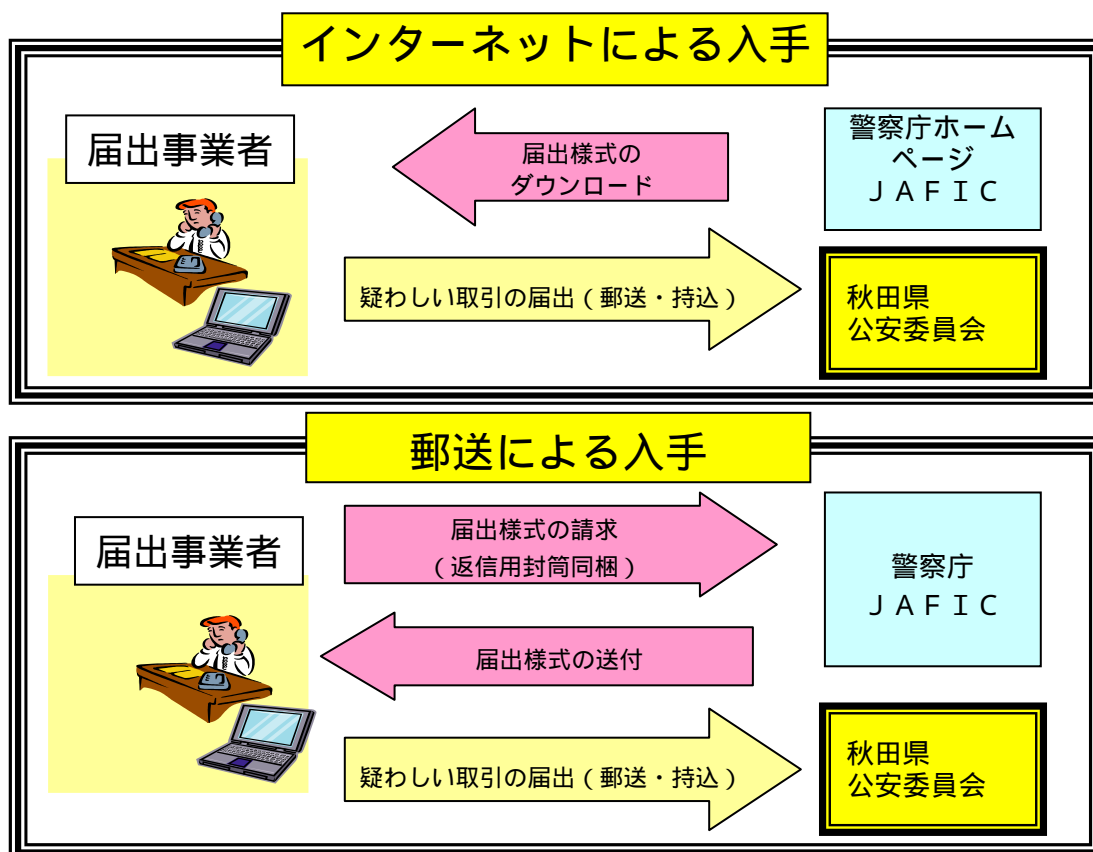 インターネットによる入手
届出事業者
届出様式の
ダウンロード
警察庁ホーム
ページ
ＪＡＦＩＣ
疑わしい取引の届出（郵送・持込）
秋田県
公安委員会
郵送による入手
届出事業者
届出様式の請求
（返信用封筒同梱）
警察庁
ＪＡＦＩＣ
届出様式の送付
疑わしい取引の届出（郵送・持込）
秋田県
公安委員会